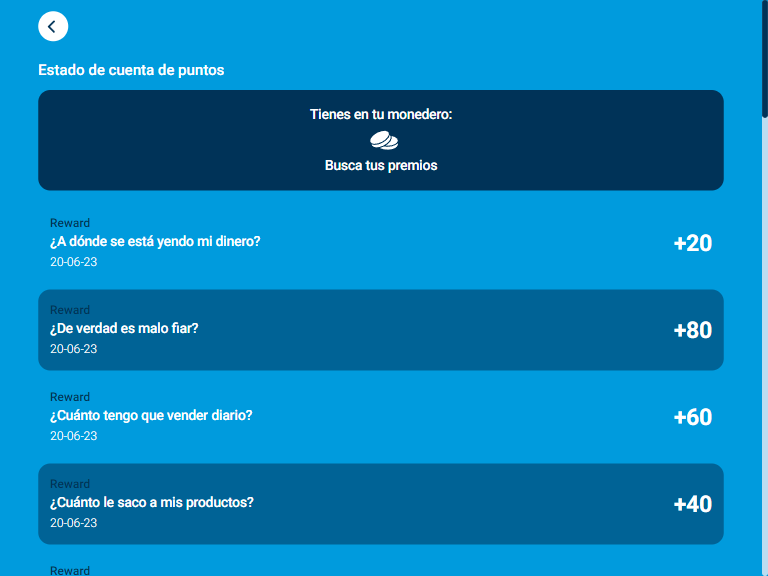 Estado de cuenta de puntos
Tienes en tu monedero:
Busca tus premios
Reward
¿A dónde se está yendo mi dinero?
20-06-23
+20
Reward
¿De verdad es malo fiar?
20-06-23
+80
Reward
¿Cuánto tengo que vender diario?
20-06-23
+60
Reward
¿Cuánto le saco a mis productos?
20-06-23
+40
Reward